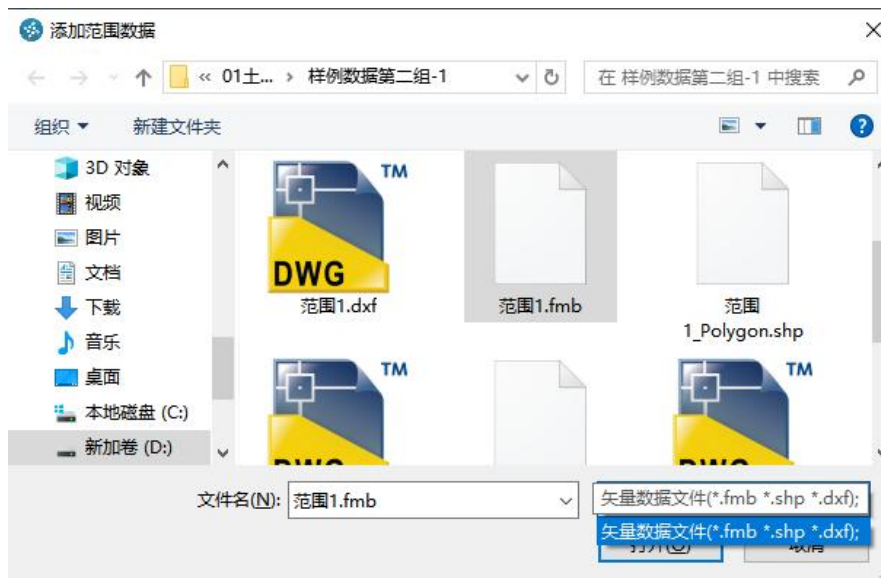 添加范围数据
« 01土... › 样例数据第二组-1
在 样例数据第二组-1 中搜索
组织
新建文件夹
3D 对象
视频
图片
文档
下载
音乐
桌面
本地磁盘 (C:)
新加卷 (D:)
TM
DWG
范围1.dxf
范围1.fmb
范围
1_Polygon.shp
TM
TM
文件名(N):
范围1.fmb
矢量数据文件(*.fmb *.shp *.dxf);
矢量数据文件(*.fmb *.shp *.dxf);